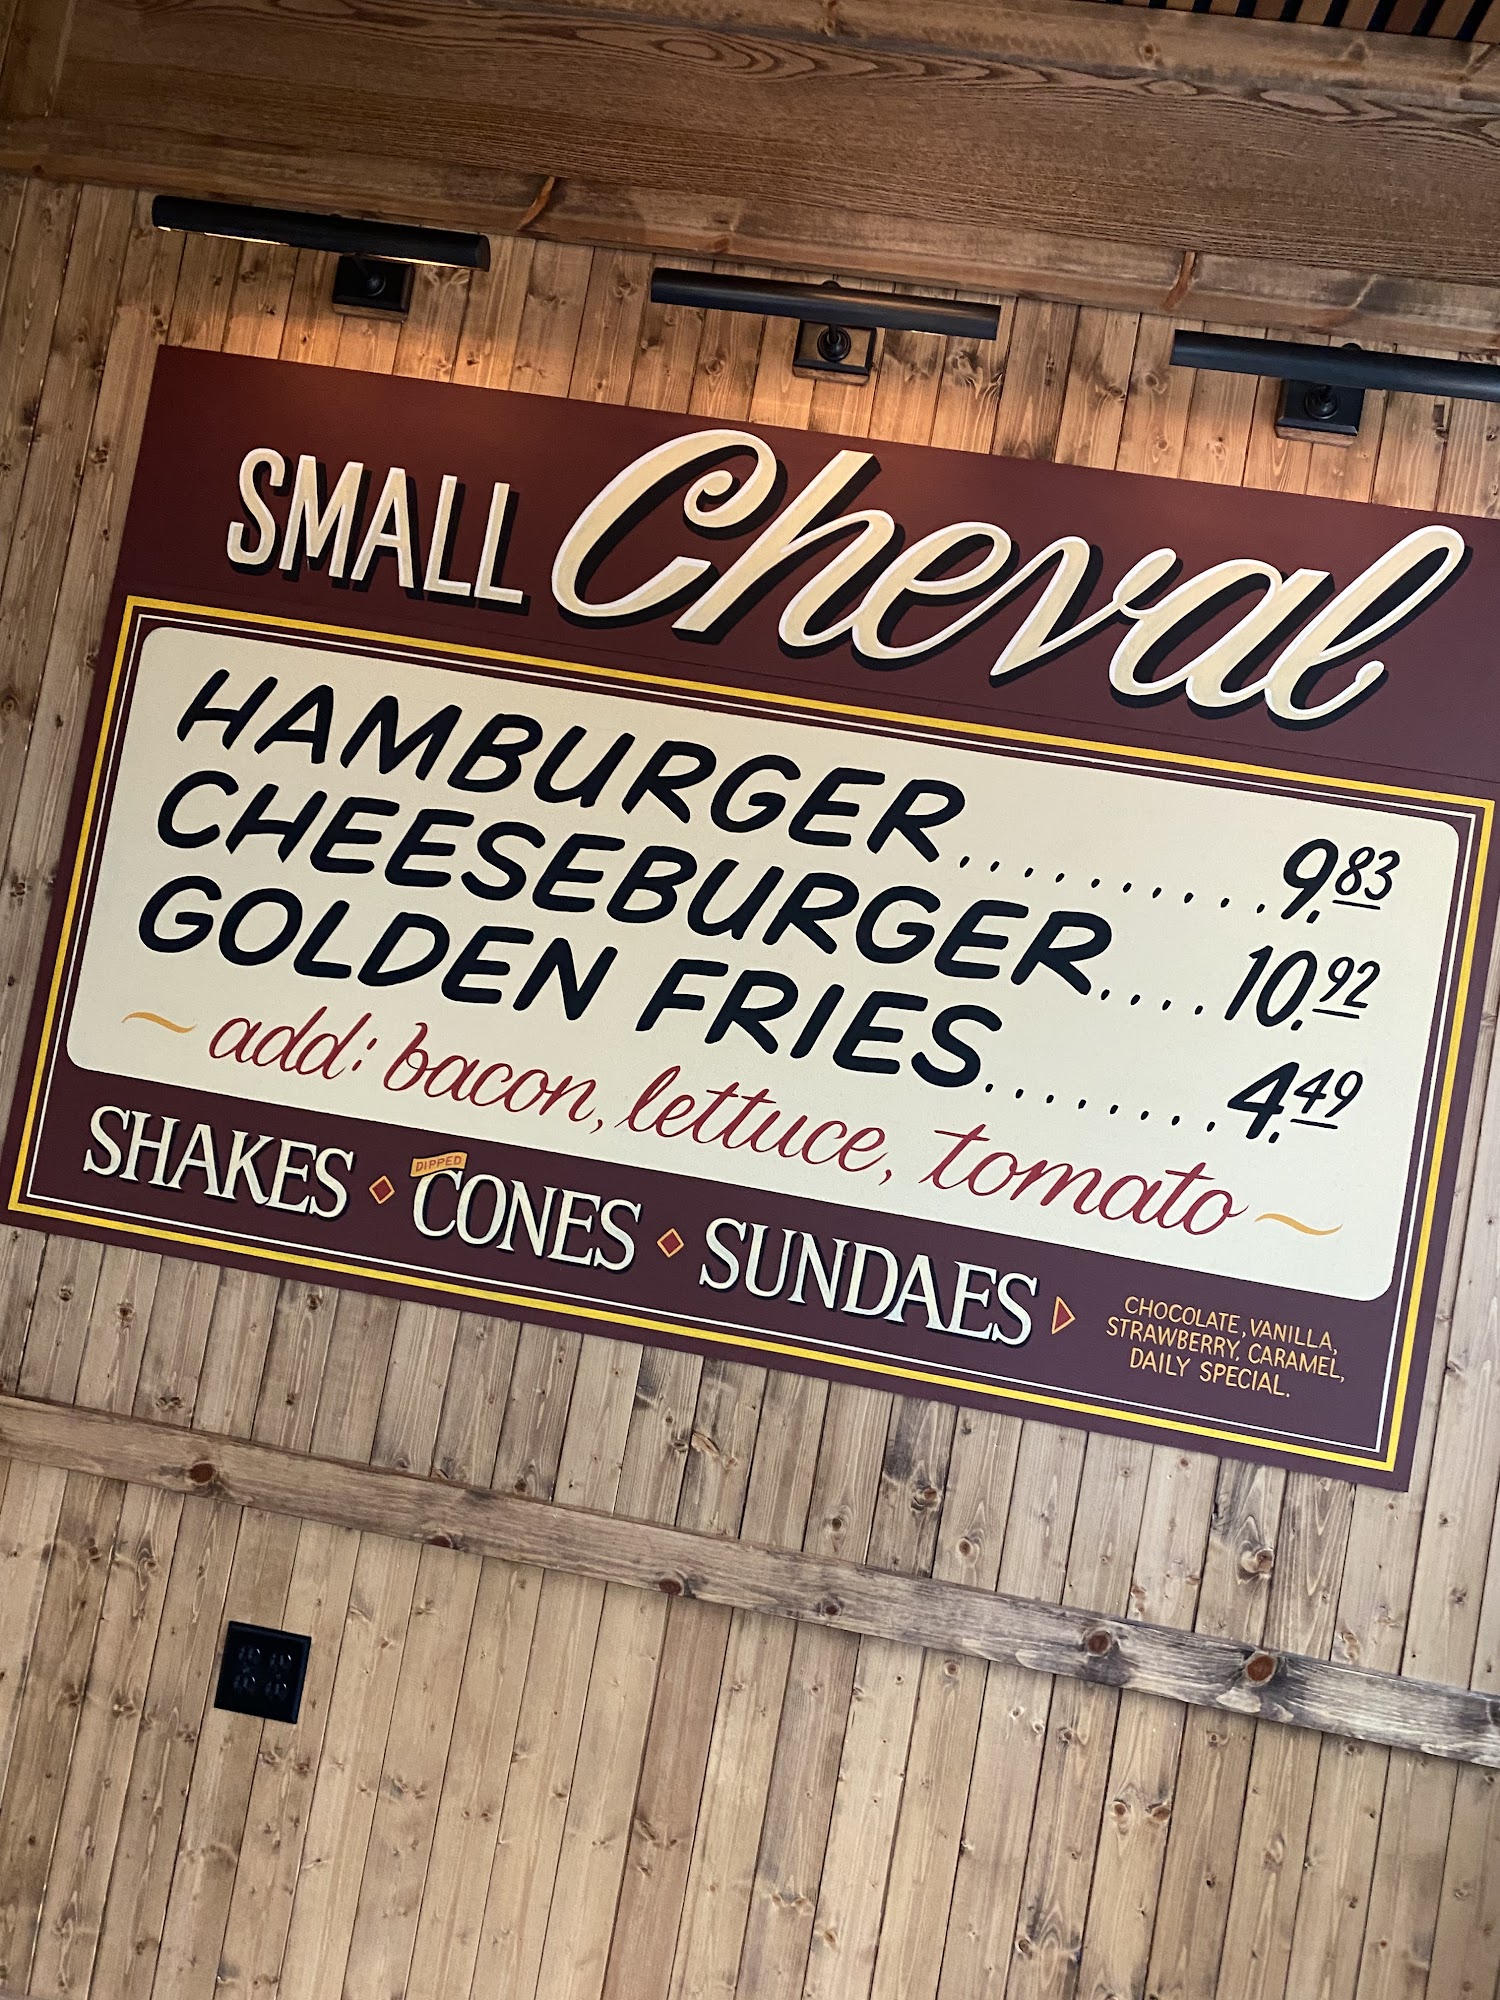 SMALL Cheval
HAMBURGER..........9.83
CHEESEBURGER....10.92
GOLDEN FRIES........4.49
~ add: bacon, lettuce, tomato ~
SHAKES ⬥ DIPPED CONES ⬥ SUNDAES ▸
CHOCOLATE, VANILLA,
STRAWBERRY, CARAMEL,
DAILY SPECIAL.